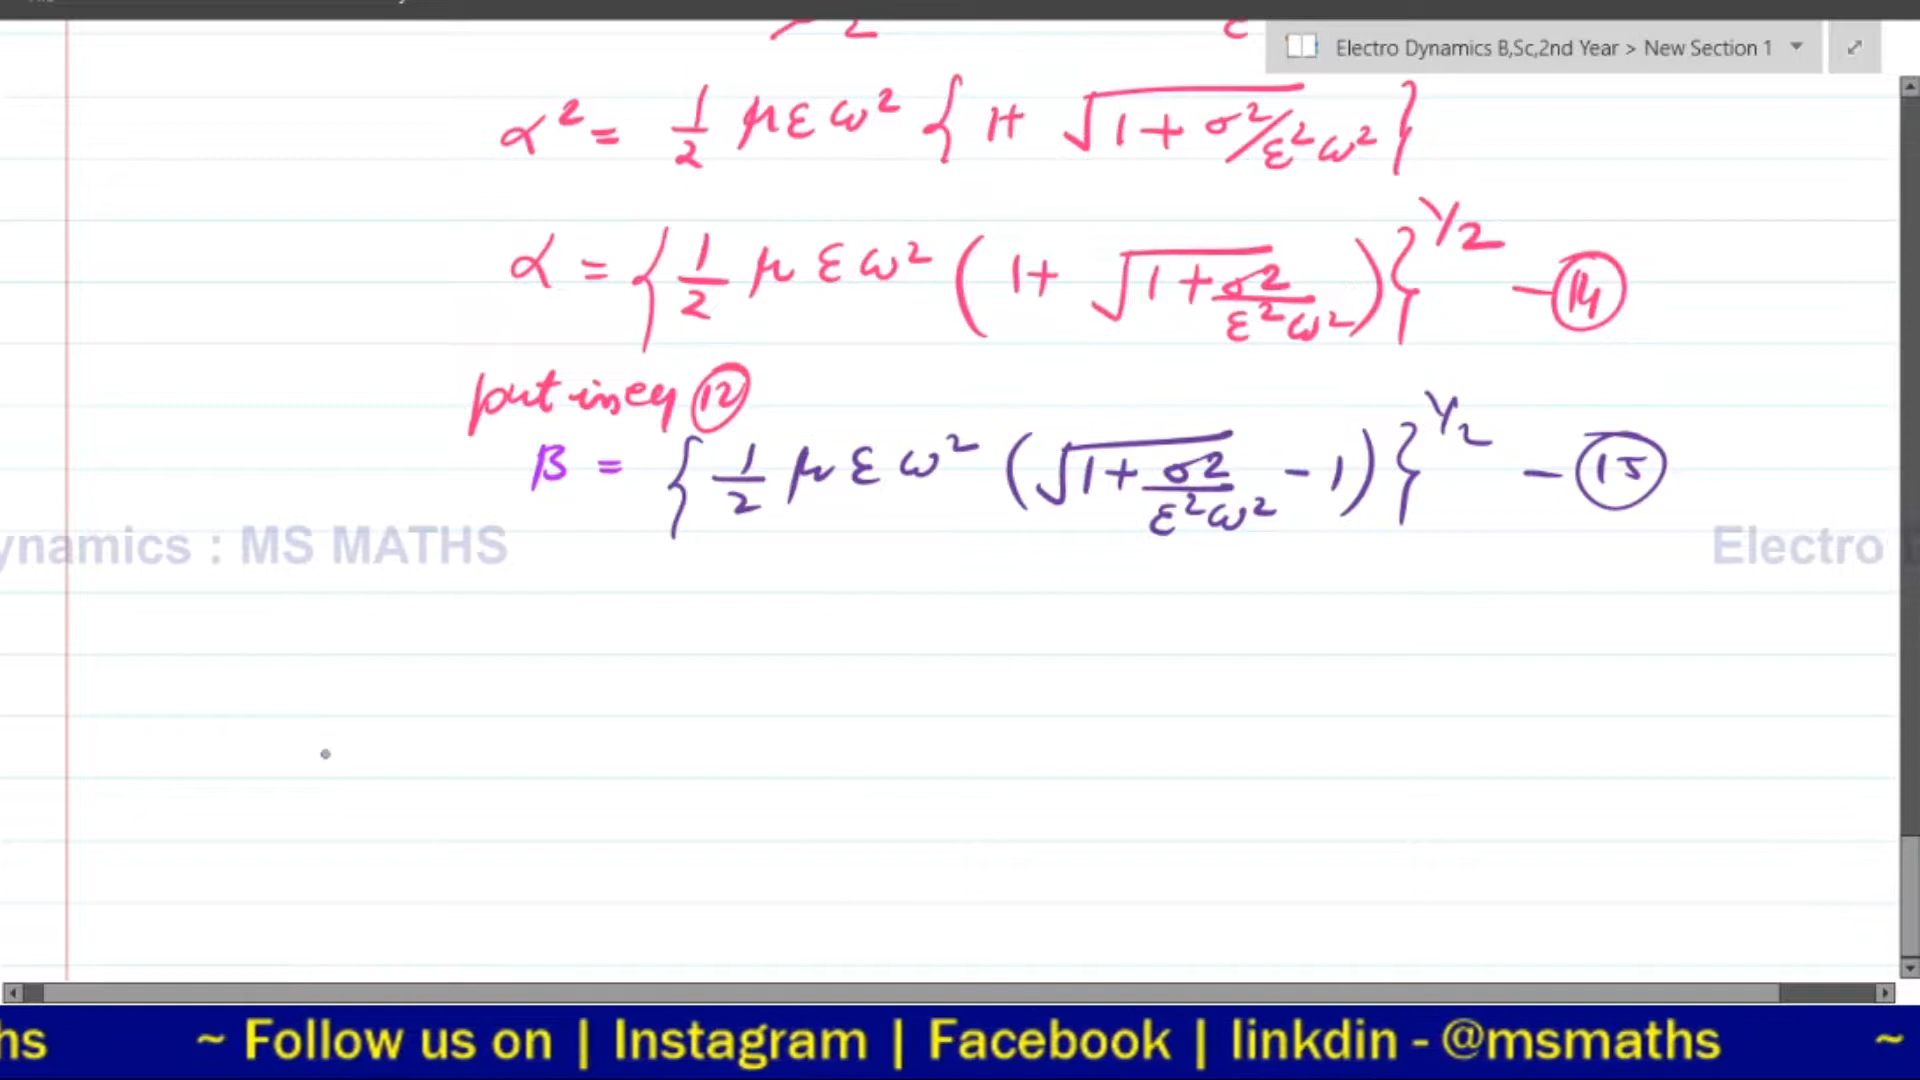 Electro Dynamics B,Sc,2nd Year > New Section 1
α² = 1/2 με ω² { 1+ √1+σ²/ε²ω² }
α = { 1/2 μ ε ω² ( 1+ √1+σ²/ε²ω² ) }^1/2 - (14)
put in eq (12)
β = { 1/2 μ ε ω² ( √1+σ²/ε²ω² - 1 ) }^1/2 - (15)
ynamics : MS MATHS Electro
hs ~ Follow us on | Instagram | Facebook | linkdin - @msmaths ~